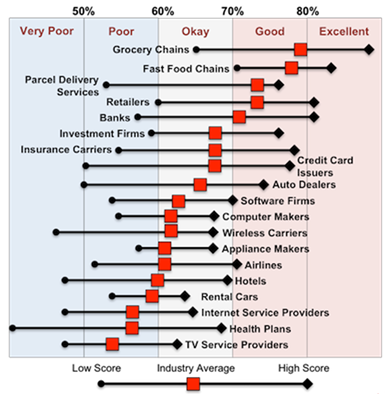 50% 60% 70% 80%
Very Poor Poor Okay Good Excellent
Grocery Chains
Fast Food Chains
Parcel Delivery
Services
Retailers
Banks
Investment Firms
Insurance Carriers
Credit Card
Issuers
Auto Dealers
Software Firms
Computer Makers
Wireless Carriers
Appliance Makers
Airlines
Hotels
Rental Cars
Internet Service Providers
Health Plans
TV Service Providers
Low Score Industry Average High Score